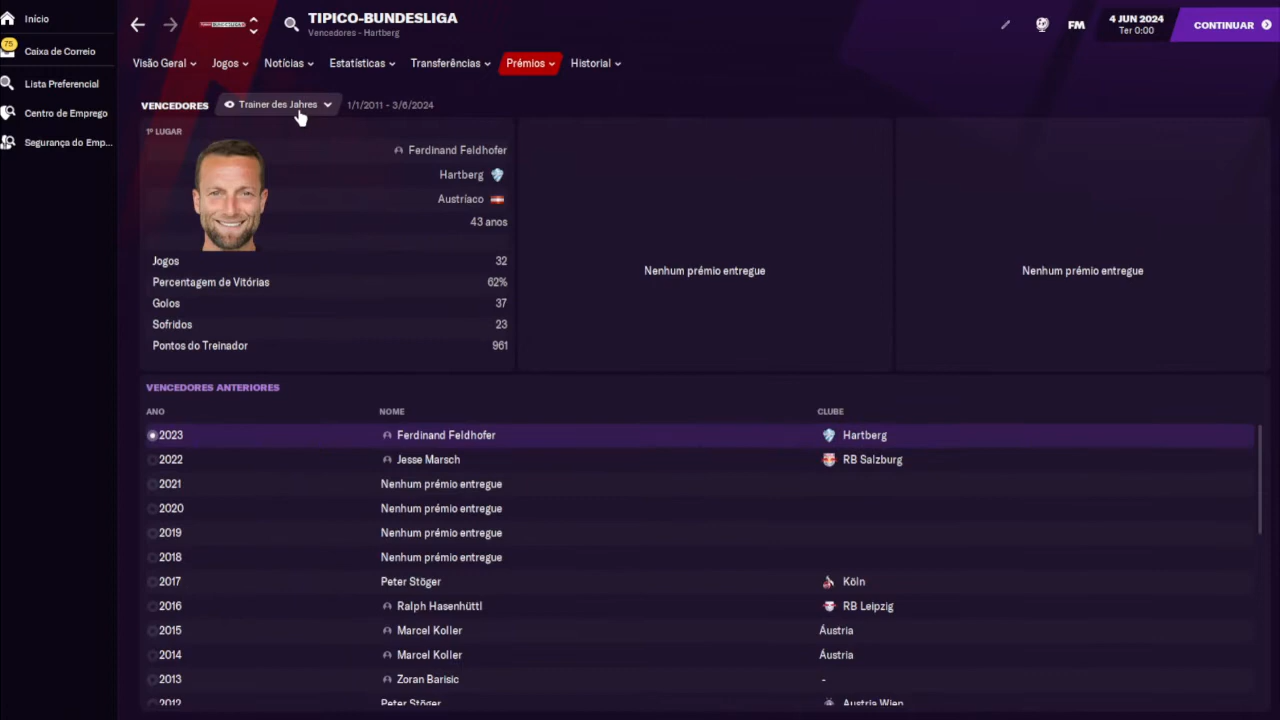 Início
75
Caixa de Correio
Lista Preferencial
Centro de Emprego
Segurança do Emp...
TIPICO-BUNDESLIGA
Vencedores - Hartberg
FM
4 JUN 2024
Ter 0:00
CONTINUAR
Visão Geral
Jogos
Notícias
Estatísticas
Transferências
Prémios
Historial
VENCEDORES
Trainer des Jahres
1/1/2011 - 3/6/2024
1º LUGAR
Ferdinand Feldhofer
Hartberg
Austríaco
43 anos
Jogos 32
Percentagem de Vitórias 62%
Golos 37
Sofridos 23
Pontos do Treinador 961
Nenhum prémio entregue
Nenhum prémio entregue
VENCEDORES ANTERIORES
ANO NOME CLUBE
2023 Ferdinand Feldhofer Hartberg
2022 Jesse Marsch RB Salzburg
2021 Nenhum prémio entregue
2020 Nenhum prémio entregue
2019 Nenhum prémio entregue
2018 Nenhum prémio entregue
2017 Peter Stöger Köln
2016 Ralph Hasenhüttl RB Leipzig
2015 Marcel Koller Áustria
2014 Marcel Koller Áustria
2013 Zoran Barisic -
2012 Peter Stöger Austria Wien